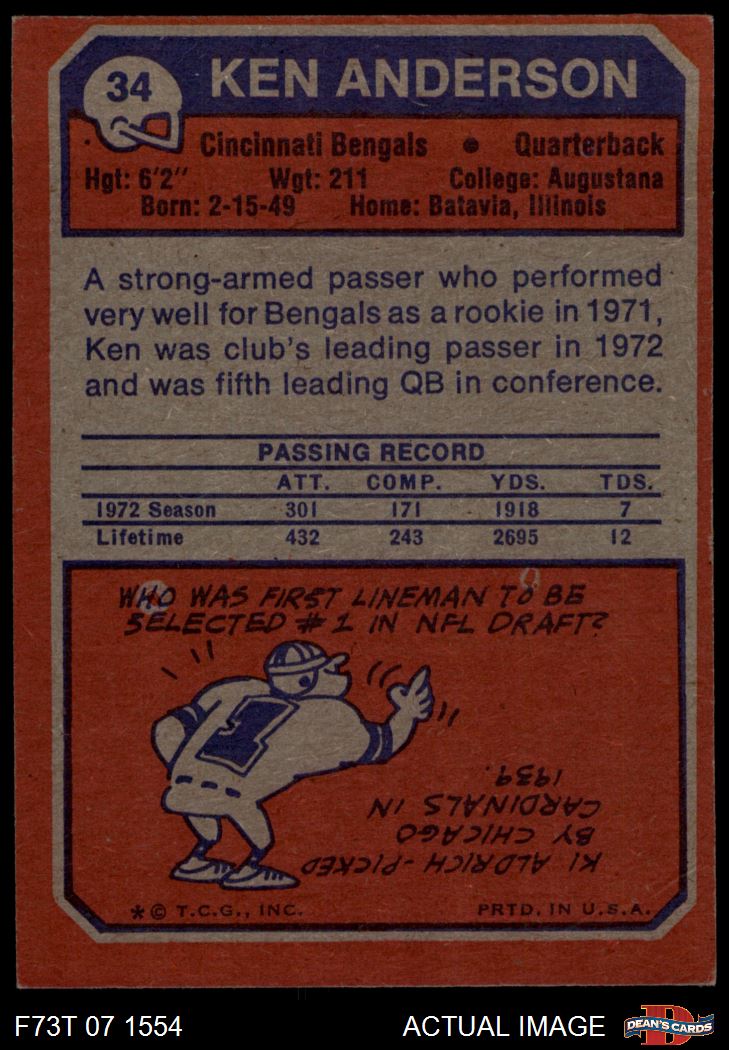 34
KEN ANDERSON
Cincinnati Bengals • Quarterback
Hgt: 6'2" Wgt: 211 College: Augustana
Born: 2-15-49 Home: Batavia, Illinois
A strong-armed passer who performed
very well for Bengals as a rookie in 1971,
Ken was club's leading passer in 1972
and was fifth leading QB in conference.
PASSING RECORD
ATT. COMP. YDS. TDS.
1972 Season 301 171 1918 7
Lifetime 432 243 2695 12
WHO WAS FIRST LINEMAN TO BE
SELECTED #1 IN NFL DRAFT?
1
KI ALDRICH-PICKED
BY CHICAGO
CARDINALS IN
1939.
*© T.C.G., INC. PRTD. IN U.S.A.
F73T 07 1554 ACTUAL IMAGE
D
DEAN'S CARDS